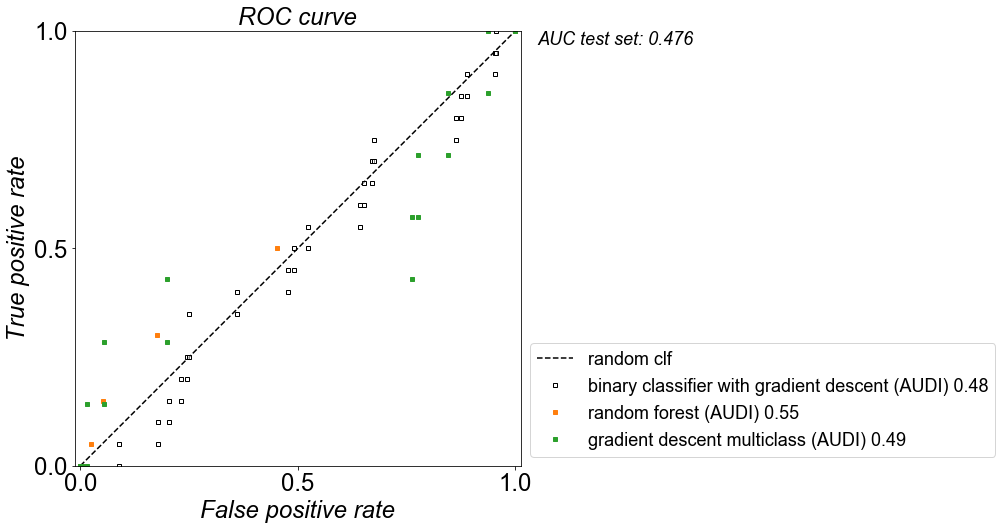 ROC curve
AUC test set: 0.476
1.0
0.5
0.0
True positive rate
0.0 0.5 1.0
False positive rate
random clf
binary classifier with gradient descent (AUDI) 0.48
random forest (AUDI) 0.55
gradient descent multiclass (AUDI) 0.49